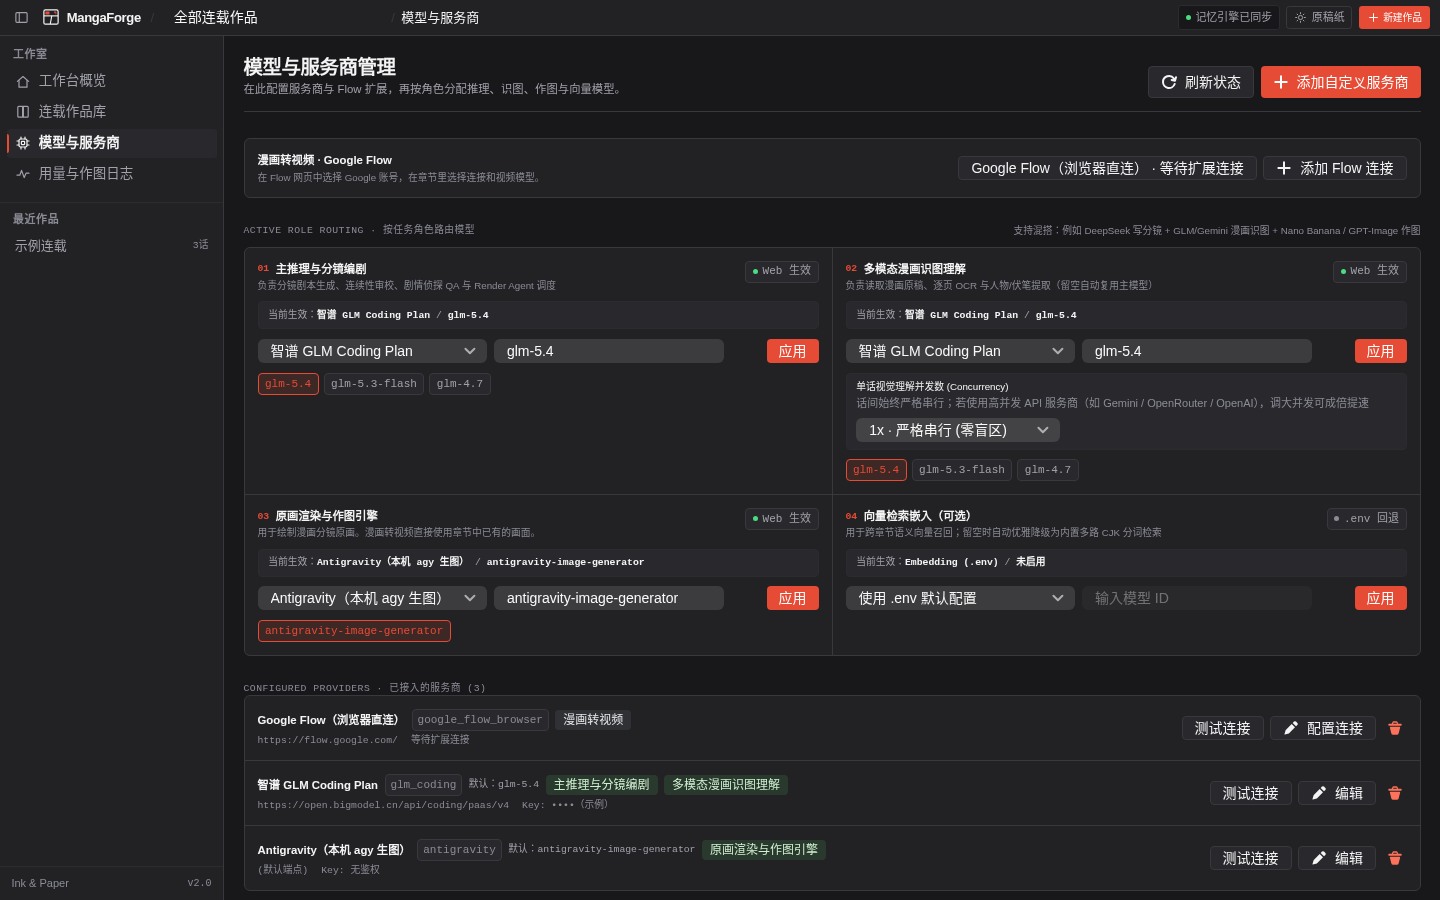 MangaForge / 全部连载作品 / 模型与服务商
记忆引擎已同步 原稿纸 新建作品
工作室
工作台概览
连载作品库
模型与服务商
用量与作图日志
最近作品
示例连载 3话
Ink & Paper v2.0
模型与服务商管理
在此配置服务商与 Flow 扩展，再按角色分配推理、识图、作图与向量模型。
刷新状态 添加自定义服务商
漫画转视频 · Google Flow
在 Flow 网页中选择 Google 账号，在章节里选择连接和视频模型。
Google Flow（浏览器直连） · 等待扩展连接 添加 Flow 连接
ACTIVE ROLE ROUTING · 按任务角色路由模型
支持混搭：例如 DeepSeek 写分镜 + GLM/Gemini 漫画识图 + Nano Banana / GPT-Image 作图
01 主推理与分镜编剧 Web 生效
负责分镜剧本生成、连续性审校、剧情侦探 QA 与 Render Agent 调度
当前生效：智谱 GLM Coding Plan / glm-5.4
智谱 GLM Coding Plan glm-5.4 应用
glm-5.4 glm-5.3-flash glm-4.7
02 多模态漫画识图理解 Web 生效
负责读取漫画原稿、逐页 OCR 与人物/伏笔提取（留空自动复用主模型）
当前生效：智谱 GLM Coding Plan / glm-5.4
智谱 GLM Coding Plan glm-5.4 应用
单话视觉理解并发数 (Concurrency)
话间始终严格串行；若使用高并发 API 服务商（如 Gemini / OpenRouter / OpenAI），调大并发可成倍提速
1x · 严格串行 (零盲区)
glm-5.4 glm-5.3-flash glm-4.7
03 原画渲染与作图引擎 Web 生效
用于绘制漫画分镜原画。漫画转视频直接使用章节中已有的画面。
当前生效：Antigravity（本机 agy 生图） / antigravity-image-generator
Antigravity（本机 agy 生图） antigravity-image-generator 应用
antigravity-image-generator
04 向量检索嵌入（可选） .env 回退
用于跨章节语义向量召回；留空时自动优雅降级为内置多路 CJK 分词检索
当前生效：Embedding (.env) / 未启用
使用 .env 默认配置 输入模型 ID 应用
CONFIGURED PROVIDERS · 已接入的服务商 (3)
Google Flow（浏览器直连） google_flow_browser 漫画转视频
https://flow.google.com/ 等待扩展连接
测试连接 配置连接
智谱 GLM Coding Plan glm_coding 默认：glm-5.4 主推理与分镜编剧 多模态漫画识图理解
https://open.bigmodel.cn/api/coding/paas/v4 Key: ••••（示例）
测试连接 编辑
Antigravity（本机 agy 生图） antigravity 默认：antigravity-image-generator 原画渲染与作图引擎
(默认端点) Key: 无鉴权
测试连接 编辑